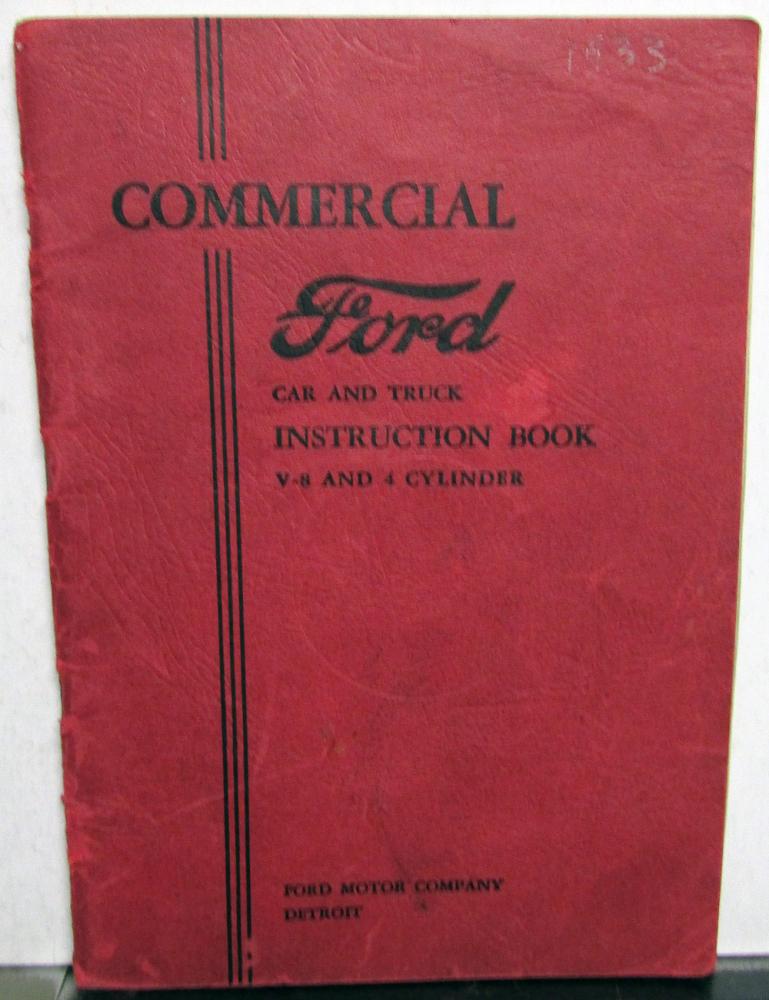 1933
COMMERCIAL
Ford
CAR AND TRUCK
INSTRUCTION BOOK
V-8 AND 4 CYLINDER
FORD MOTOR COMPANY
DETROIT